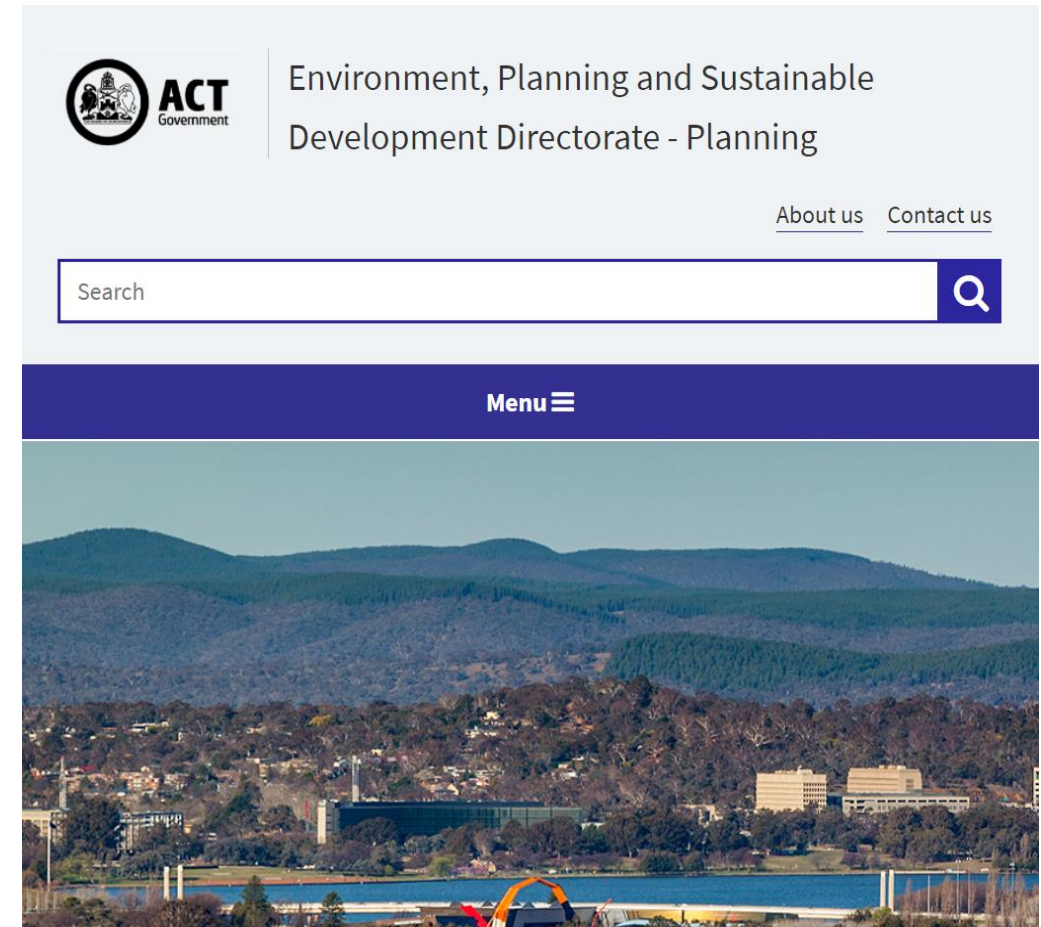 ACT
Government
Environment, Planning and Sustainable
Development Directorate - Planning
About us Contact us
Search
Menu